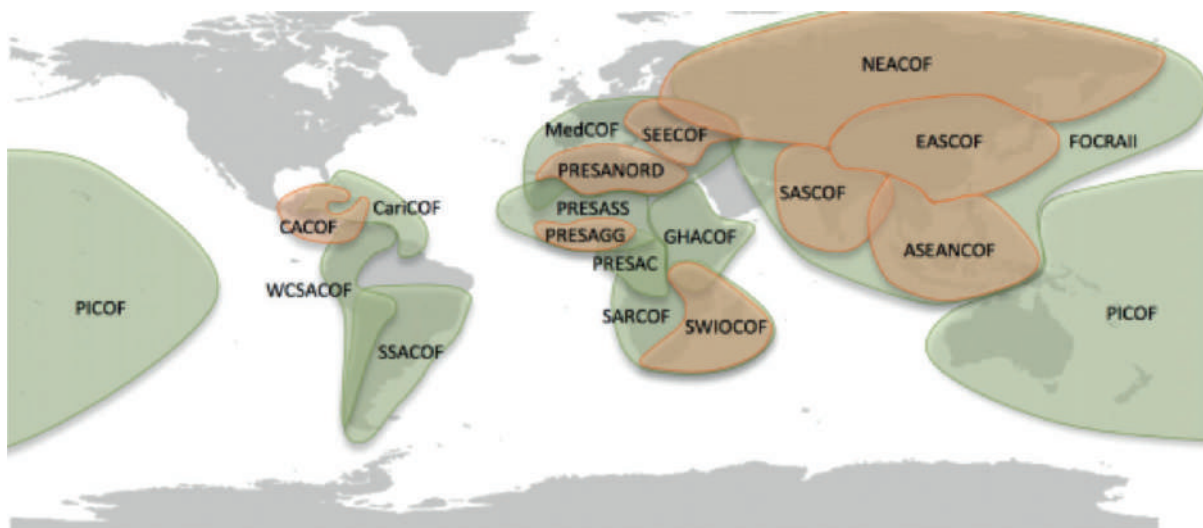 NEACOF
MedCOF
SEECOF
EASCOF
FOCRAII
PRESANORD
SASCOF
CariCOF
PRESASS
CACOF
PRESAGG
GHACOF
ASEANCOF
PRESAC
WCSACOF
PICOF
SARCOF
SWIOCOF
PICOF
SSACOF